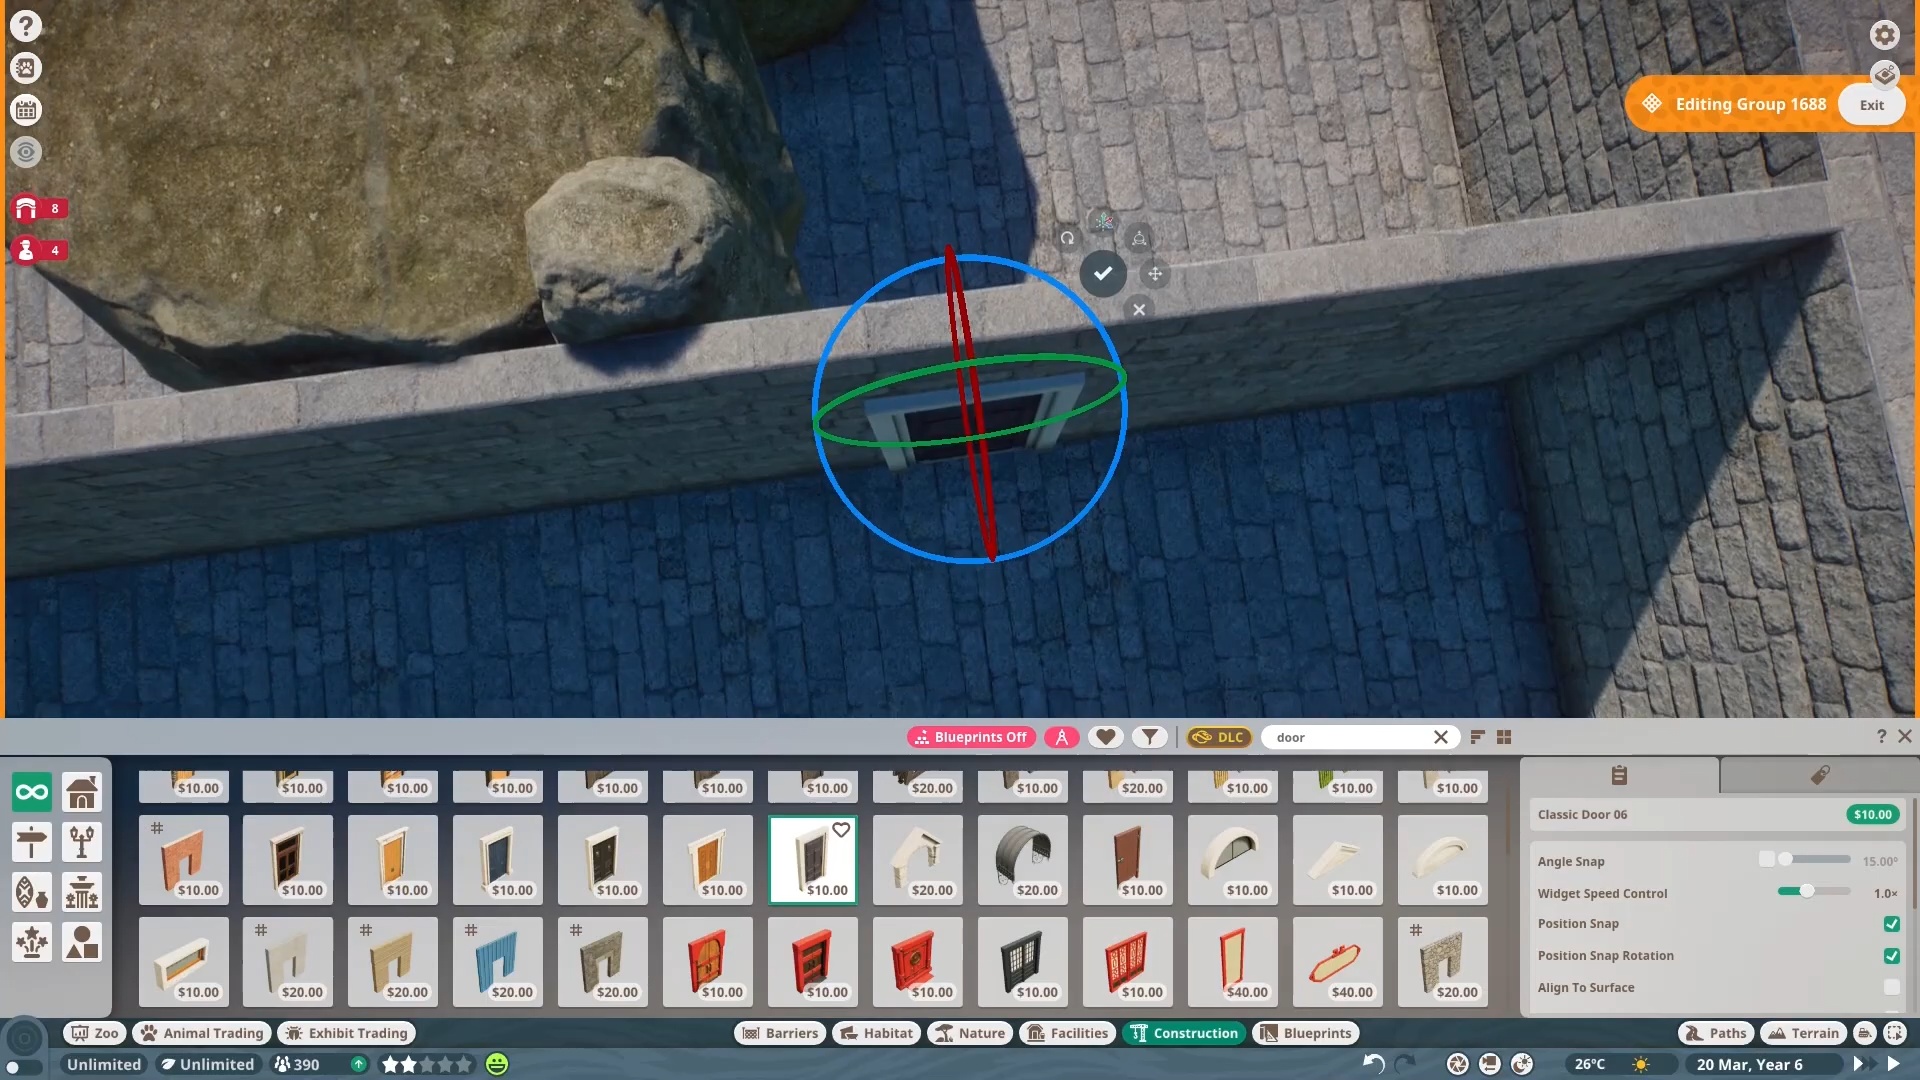 ?
Editing Group 1688
Exit
8
4
Blueprints Off
DLC
door
?
$10.00 $10.00 $10.00 $10.00 $10.00 $10.00 $10.00 $20.00 $10.00 $20.00 $10.00 $10.00 $10.00
# $10.00 $10.00 $10.00 $10.00 $10.00 $10.00 $10.00 $20.00 $20.00 $10.00 $10.00 $10.00 $10.00
$10.00 # $20.00 # $20.00 # $20.00 # $20.00 $10.00 $10.00 $10.00 $10.00 $10.00 $40.00 $40.00 # $20.00
Classic Door 06 $10.00
Angle Snap 15.00°
Widget Speed Control 1.0×
Position Snap
Position Snap Rotation
Align To Surface
Zoo Animal Trading Exhibit Trading Barriers Habitat Nature Facilities Construction Blueprints Paths Terrain
Unlimited Unlimited 390 26°C 20 Mar, Year 6